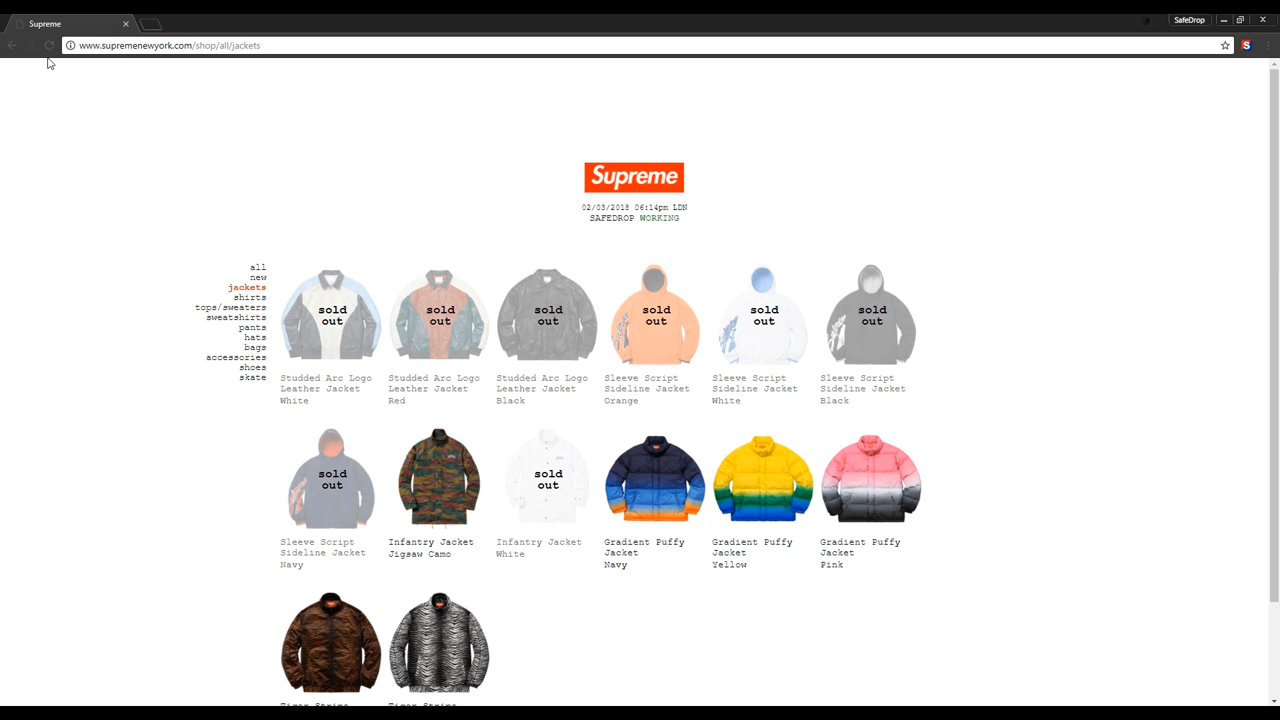 Supreme
SafeDrop
www.supremenewyork.com/shop/all/jackets
S
Supreme
02/03/2018 06:14pm LDN
SAFEDROP WORKING
all
new
jackets
shirts
tops/sweaters
sweatshirts
pants
hats
bags
accessories
shoes
skate
sold
out
Studded Arc Logo
Leather Jacket
White
sold
out
Studded Arc Logo
Leather Jacket
Red
sold
out
Studded Arc Logo
Leather Jacket
Black
sold
out
Sleeve Script
Sideline Jacket
Orange
sold
out
Sleeve Script
Sideline Jacket
White
sold
out
Sleeve Script
Sideline Jacket
Black
sold
out
Sleeve Script
Sideline Jacket
Navy
Infantry Jacket
Jigsaw Camo
sold
out
Infantry Jacket
White
Gradient Puffy
Jacket
Navy
Gradient Puffy
Jacket
Yellow
Gradient Puffy
Jacket
Pink
Tiger Stripe
Tiger Stripe